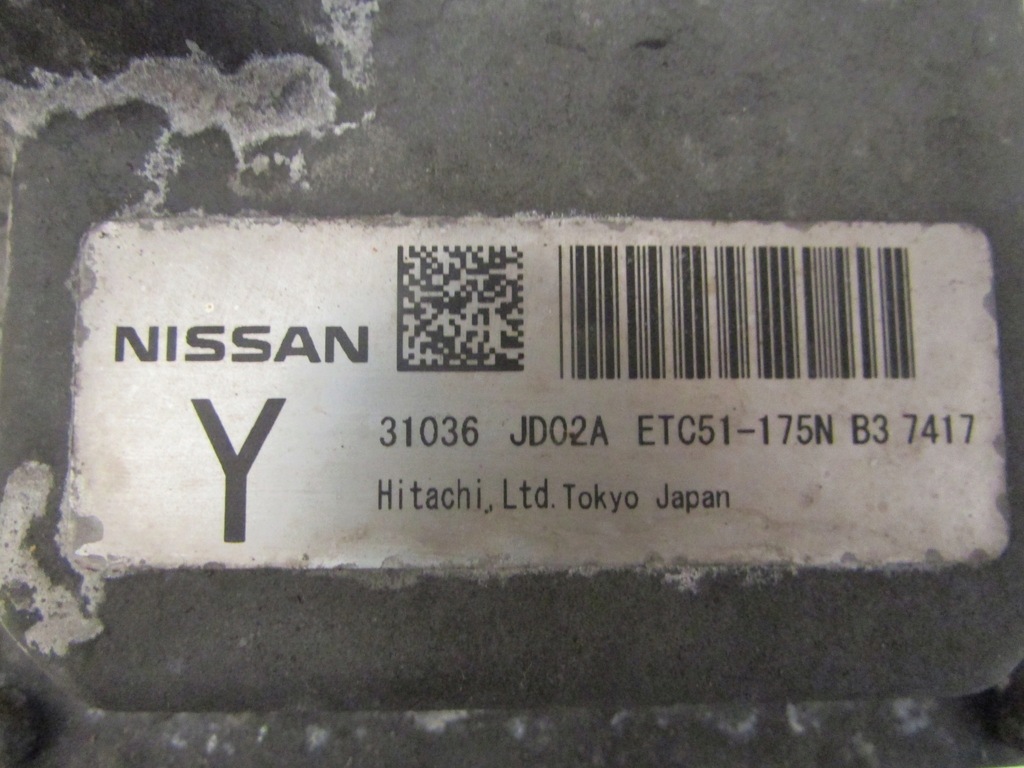 NISSAN
Y
31036 JD02A ETC51-175N B3 7417
Hitachi, Ltd. Tokyo Japan